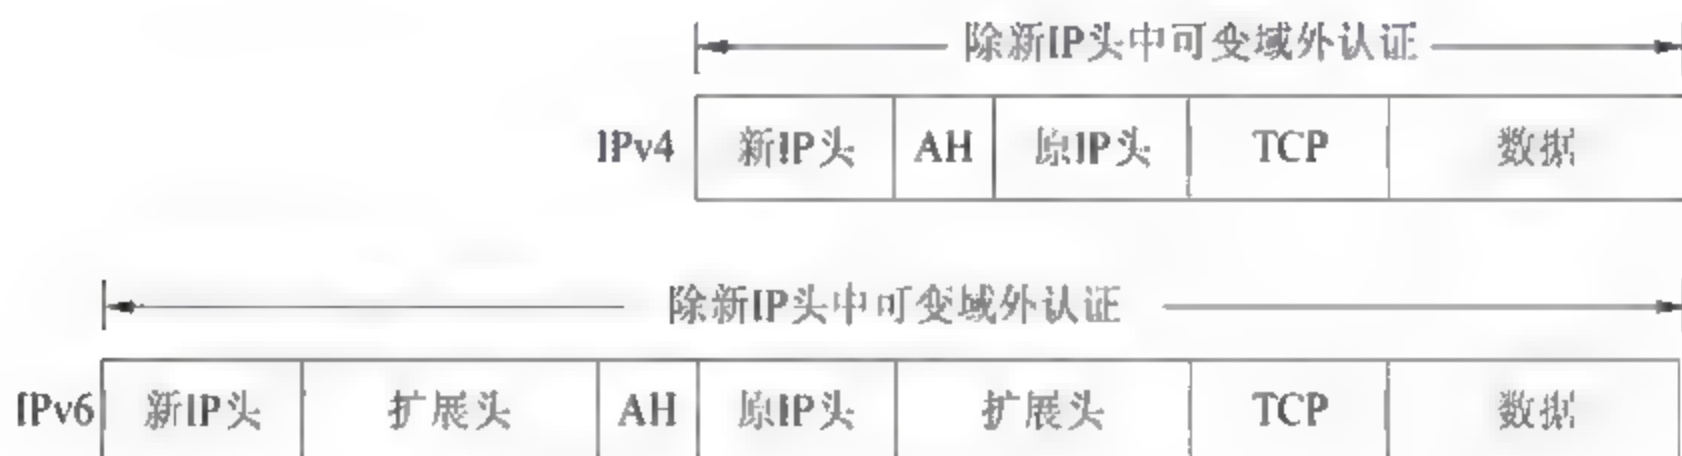 除新IP头中可变域外认证
IPv4 新IP头 AH 原IP头 TCP 数据
除新IP头中可变域外认证
IPv6 新IP头 扩展头 AH 原IP头 扩展头 TCP 数据